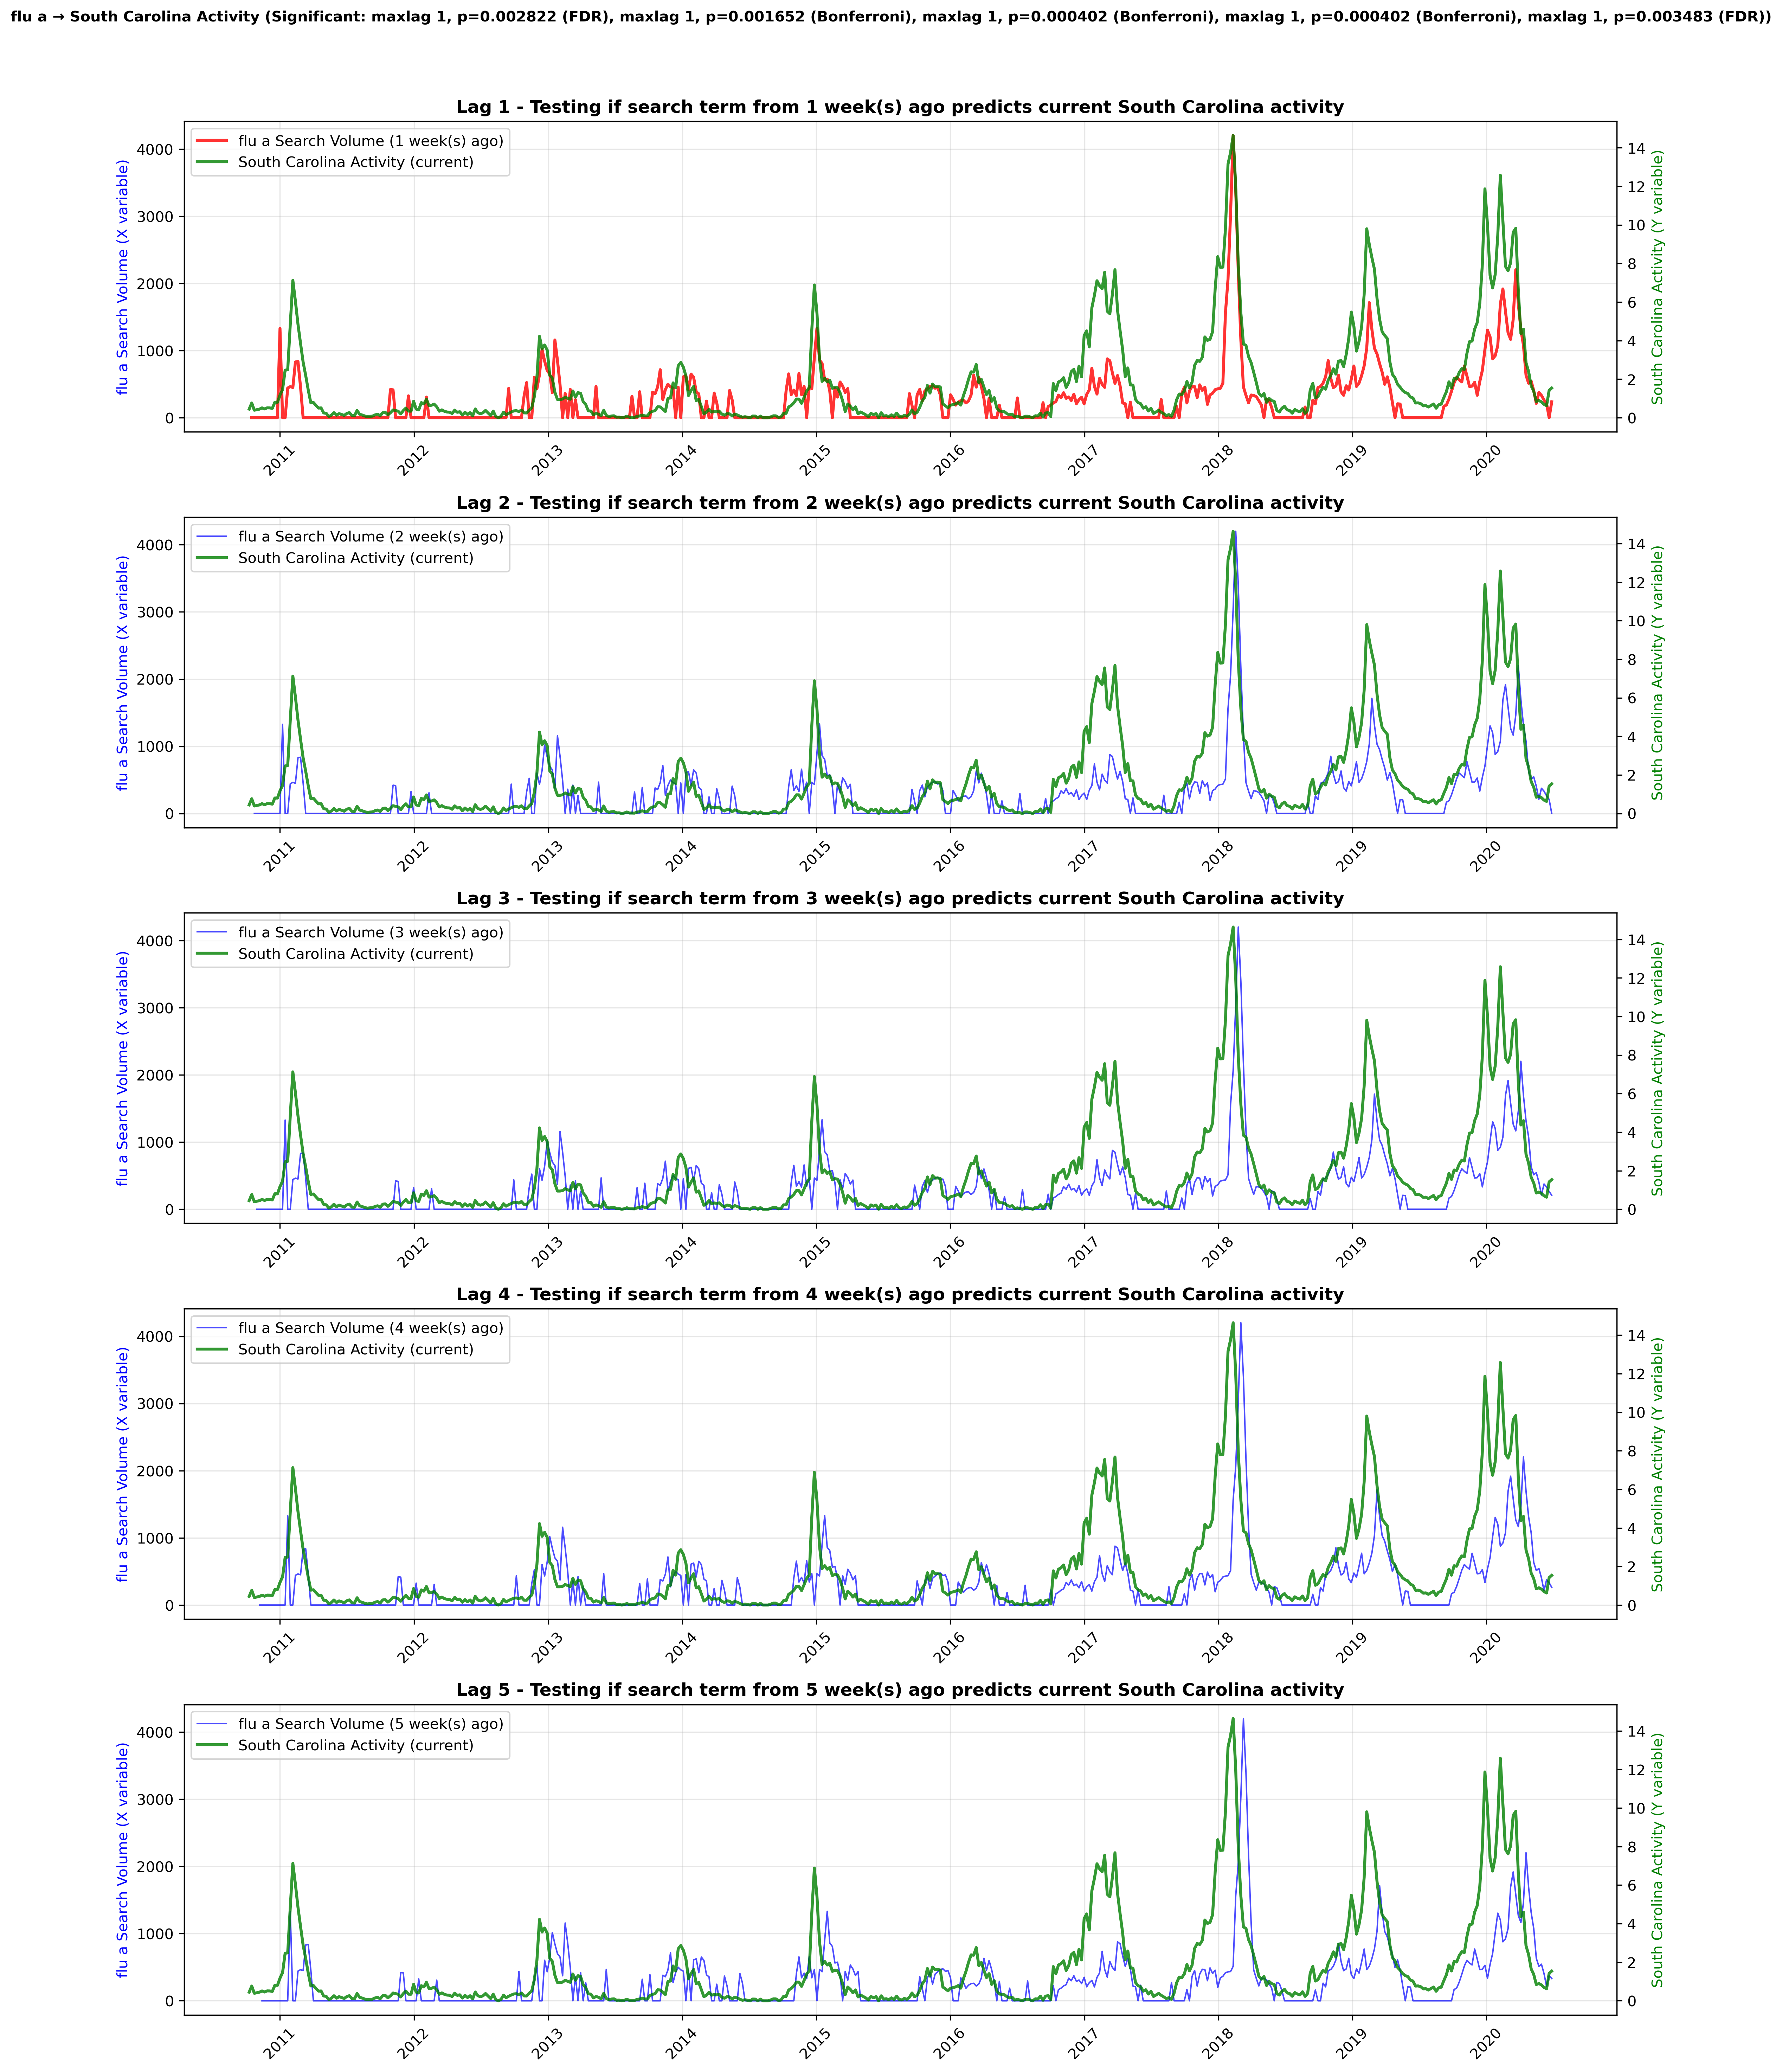 flu a → South Carolina Activity (Significant: maxlag 1, p=0.002822 (FDR), maxlag 1, p=0.001652 (Bonferroni), maxlag 1, p=0.000402 (Bonferroni), maxlag 1, p=0.000402 (Bonferroni), maxlag 1, p=0.003483 (FDR))
Lag 1 - Testing if search term from 1 week(s) ago predicts current South Carolina activity
flu a Search Volume (1 week(s) ago)
South Carolina Activity (current)
flu a Search Volume (X variable)
4000
3000
2000
1000
0
14
12
10
8
6
4
2
0
South Carolina Activity (Y variable)
2011 2012 2013 2014 2015 2016 2017 2018 2019 2020
Lag 2 - Testing if search term from 2 week(s) ago predicts current South Carolina activity
flu a Search Volume (2 week(s) ago)
South Carolina Activity (current)
flu a Search Volume (X variable)
4000
3000
2000
1000
0
14
12
10
8
6
4
2
0
South Carolina Activity (Y variable)
2011 2012 2013 2014 2015 2016 2017 2018 2019 2020
Lag 3 - Testing if search term from 3 week(s) ago predicts current South Carolina activity
flu a Search Volume (3 week(s) ago)
South Carolina Activity (current)
flu a Search Volume (X variable)
4000
3000
2000
1000
0
14
12
10
8
6
4
2
0
South Carolina Activity (Y variable)
2011 2012 2013 2014 2015 2016 2017 2018 2019 2020
Lag 4 - Testing if search term from 4 week(s) ago predicts current South Carolina activity
flu a Search Volume (4 week(s) ago)
South Carolina Activity (current)
flu a Search Volume (X variable)
4000
3000
2000
1000
0
14
12
10
8
6
4
2
0
South Carolina Activity (Y variable)
2011 2012 2013 2014 2015 2016 2017 2018 2019 2020
Lag 5 - Testing if search term from 5 week(s) ago predicts current South Carolina activity
flu a Search Volume (5 week(s) ago)
South Carolina Activity (current)
flu a Search Volume (X variable)
4000
3000
2000
1000
0
14
12
10
8
6
4
2
0
South Carolina Activity (Y variable)
2011 2012 2013 2014 2015 2016 2017 2018 2019 2020